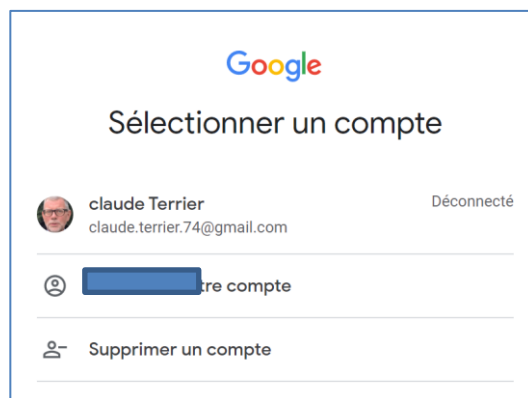 Google
Sélectionner un compte
claude Terrier
Déconnecté
claude.terrier.74@gmail.com
tre compte
Supprimer un compte